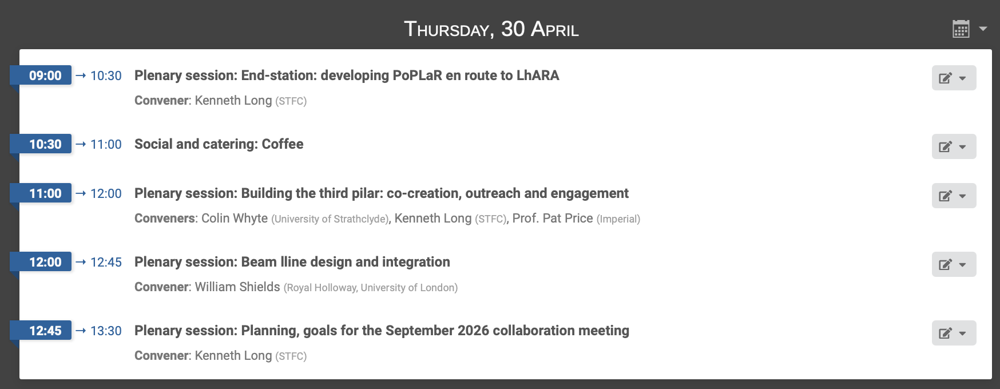 Thursday, 30 April
09:00 → 10:30 Plenary session: End-station: developing PoPLaR en route to LhARA
Convener: Kenneth Long (STFC)
10:30 → 11:00 Social and catering: Coffee
11:00 → 12:00 Plenary session: Building the third pilar: co-creation, outreach and engagement
Conveners: Colin Whyte (University of Strathclyde), Kenneth Long (STFC), Prof. Pat Price (Imperial)
12:00 → 12:45 Plenary session: Beam lline design and integration
Convener: William Shields (Royal Holloway, University of London)
12:45 → 13:30 Plenary session: Planning, goals for the September 2026 collaboration meeting
Convener: Kenneth Long (STFC)